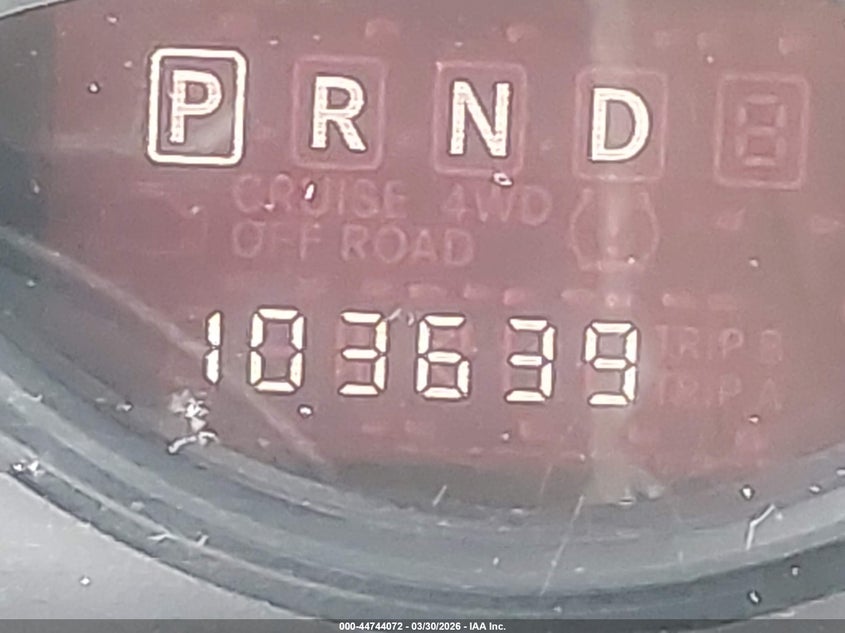 P R N D 8
CRUISE 4WD
OFF ROAD
103639
TRIP B
TRIP A
000-44744072 - 03/30/2026 - IAA Inc.